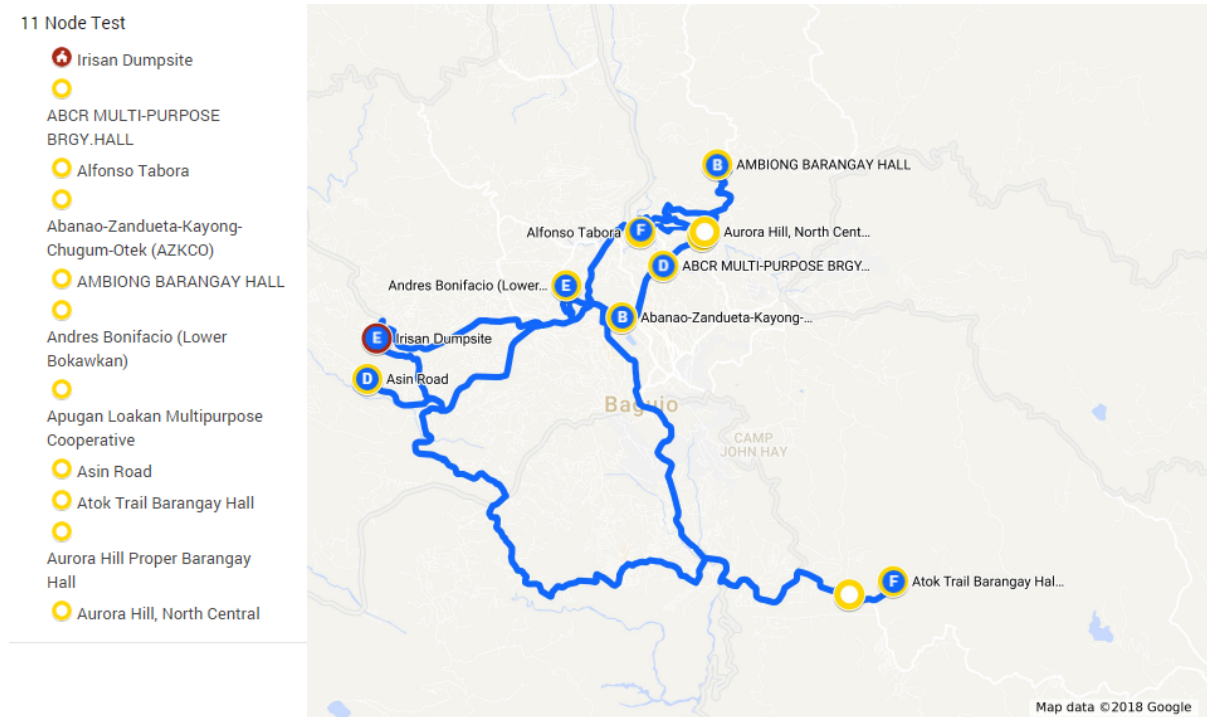 11 Node Test
Irisan Dumpsite
ABCR MULTI-PURPOSE
BRGY.HALL
Alfonso Tabora
Abanao-Zandueta-Kayong-
Chugum-Otek (AZKCO)
AMBIONG BARANGAY HALL
Andres Bonifacio (Lower
Bokawkan)
Apugan Loakan Multipurpose
Cooperative
Asin Road
Atok Trail Barangay Hall
Aurora Hill Proper Barangay
Hall
Aurora Hill, North Central
B AMBIONG BARANGAY HALL
Alfonso Tabora F
Aurora Hill, North Cent...
D ABCR MULTI-PURPOSE BRGY...
Andres Bonifacio (Lower... E
B Abanao-Zandueta-Kayong-...
E Irisan Dumpsite
D Asin Road
Baguio
CAMP
JOHN HAY
F Atok Trail Barangay Hal...
Map data ©2018 Google